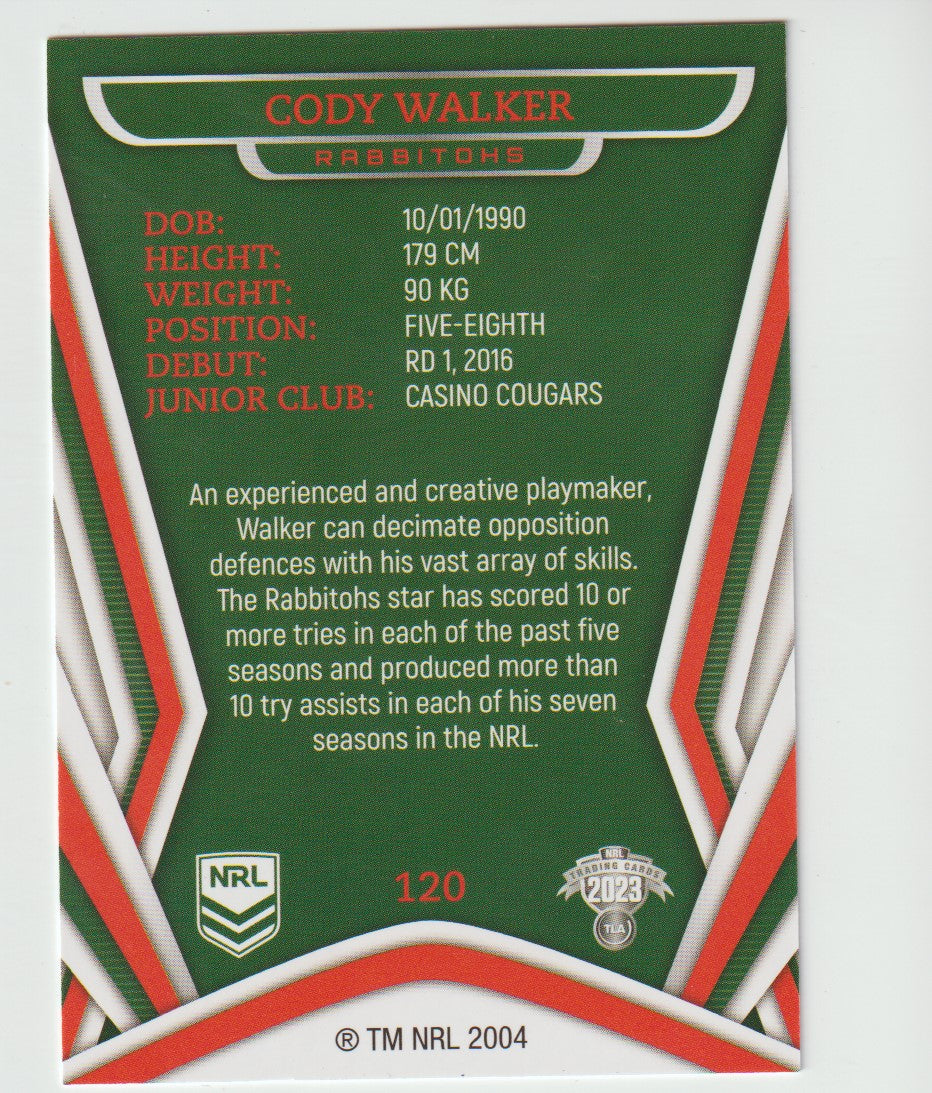 CODY WALKER
RABBITOHS
DOB: 10/01/1990
HEIGHT: 179 CM
WEIGHT: 90 KG
POSITION: FIVE-EIGHTH
DEBUT: RD 1, 2016
JUNIOR CLUB: CASINO COUGARS
An experienced and creative playmaker,
Walker can decimate opposition
defences with his vast array of skills.
The Rabbitohs star has scored 10 or
more tries in each of the past five
seasons and produced more than
10 try assists in each of his seven
seasons in the NRL.
NRL
120
NRL
TRADING CARDS
2023
TLA
® TM NRL 2004